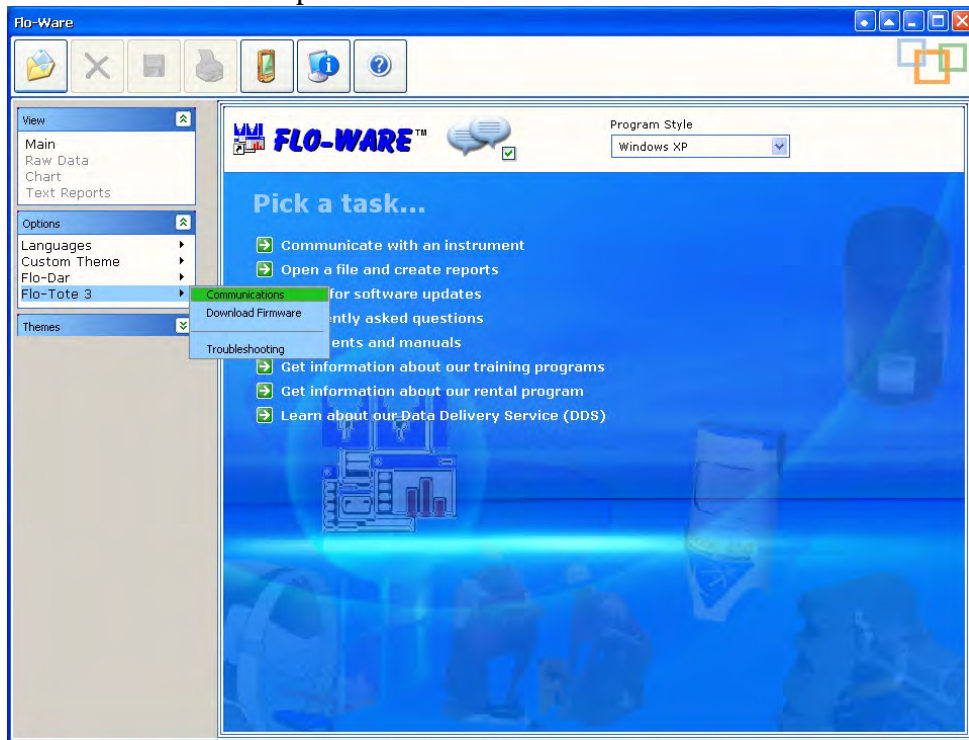 Flo-Ware
View
Main
Raw Data
Chart
Text Reports
Options
Languages
Custom Theme
Flo-Dar
Flo-Tote 3
Themes
Communications
Download Firmware
Troubleshooting
FLO-WARE™
Program Style
Windows XP
Pick a task...
Communicate with an instrument
Open a file and create reports
for software updates
asked questions
and manuals
Get information about our training programs
Get information about our rental program
Learn about our Data Delivery Service (DDS)